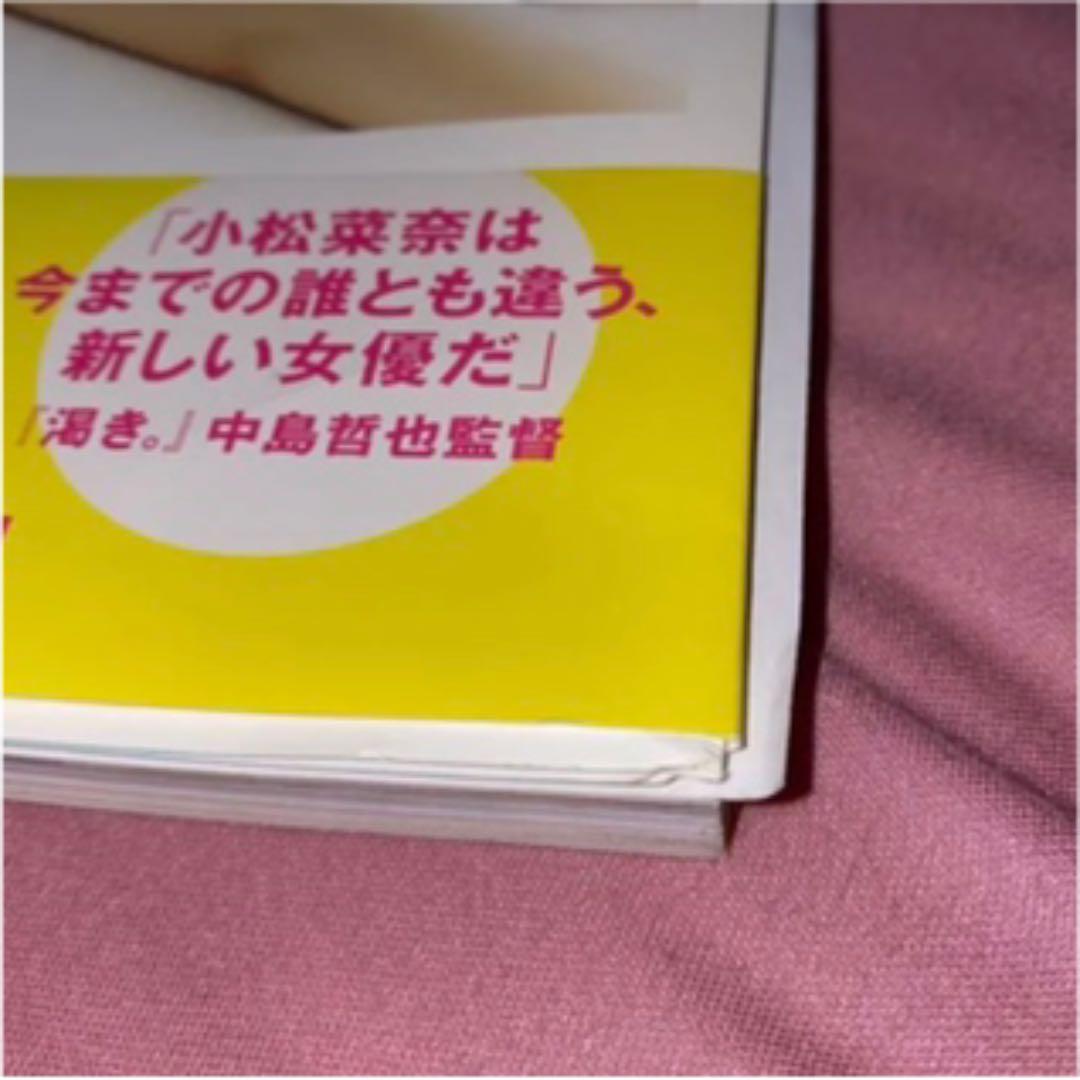 「小松菜奈は
今までの誰とも違う、
新しい女優だ」
『渇き。』中島哲也監督